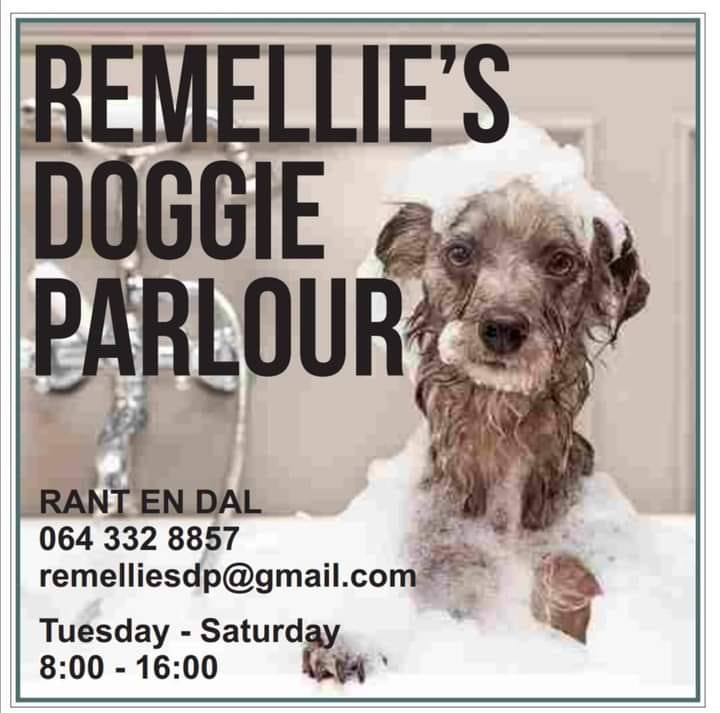 REMELLIE'S
DOGGIE
PARLOUR
RANT EN DAL
064 332 8857
remelliesdp@gmail.com
Tuesday - Saturday
8:00 - 16:00